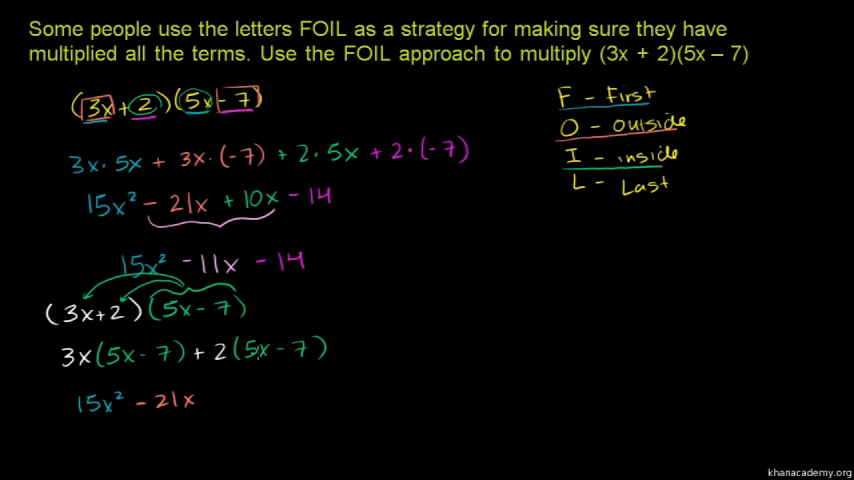 Some people use the letters FOIL as a strategy for making sure they have
multiplied all the terms. Use the FOIL approach to multiply (3x + 2)(5x – 7)
(3x+2)(5x-7)
3x·5x + 3x·(-7) + 2·5x + 2·(-7)
15x² - 21x + 10x - 14
15x² - 11x - 14
(3x+2)(5x-7)
3x(5x-7) + 2(5x-7)
15x² - 21x
F - First
O - outside
I - inside
L - Last
khanacademy.org